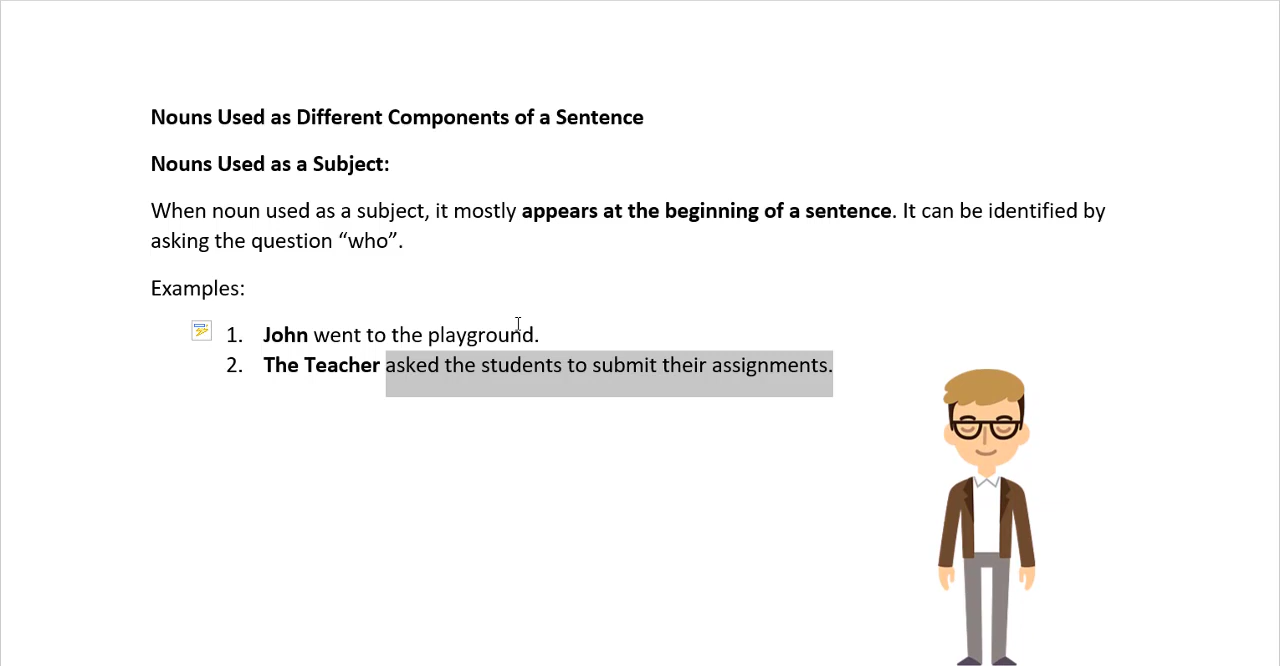 Nouns Used as Different Components of a Sentence
Nouns Used as a Subject:
When noun used as a subject, it mostly appears at the beginning of a sentence. It can be identified by
asking the question “who”.
Examples:
1. John went to the playground.
2. The Teacher asked the students to submit their assignments.